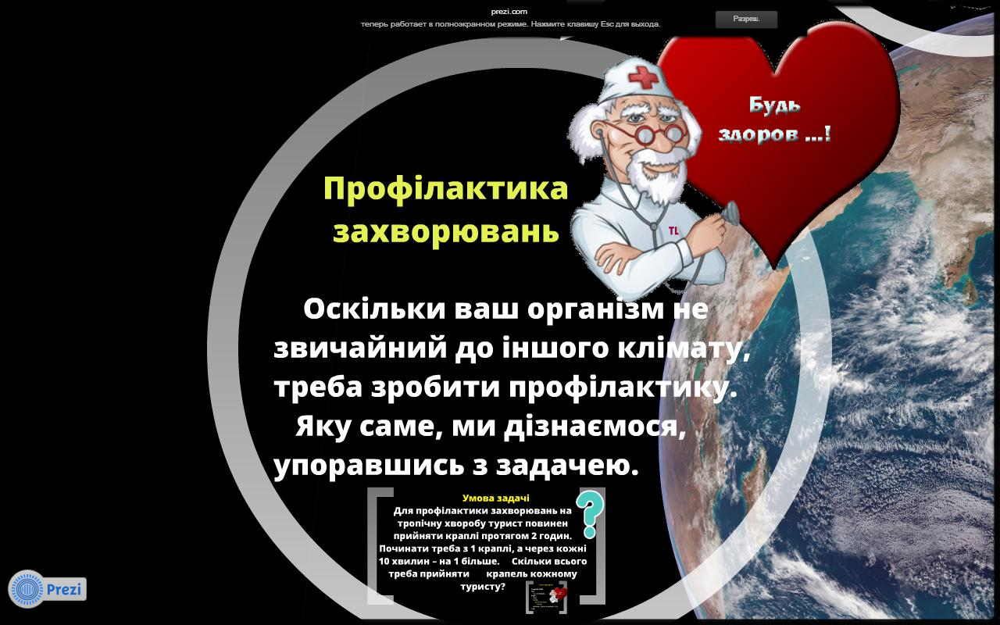 prezi.com
теперь работает в полноэкранном режиме. Нажмите клавишу Esc для выхода.
Разреш.
Будь
здоров ...!
TL
Профілактика
захворювань
Оскільки ваш організм не
звичайний до іншого клімату,
треба зробити профілактику.
Яку саме, ми дізнаємося,
упоравшись з задачею.
Умова задачі
Для профілактики захворювань на
тропічну хворобу турист повинен
прийняти краплі протягом 2 годин.
Починати треба з 1 краплі, а через кожні
10 хвилин – на 1 більше. Скільки всього
треба прийняти крапель кожному
туристу?
?
Prezi